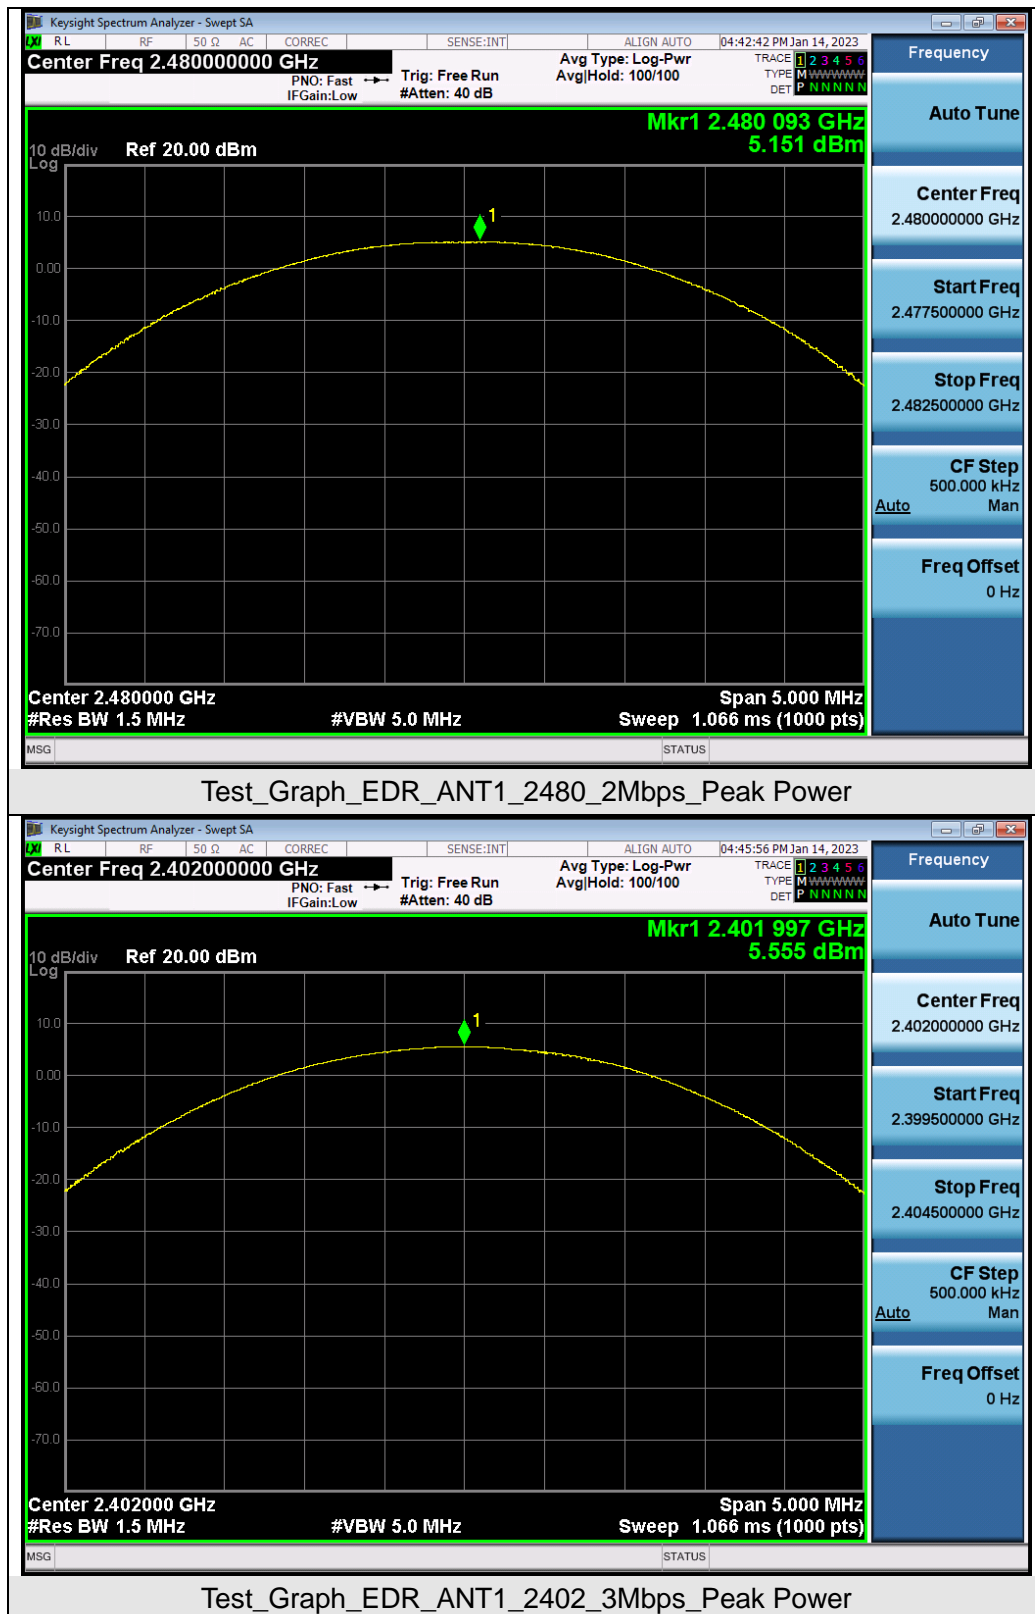 Keysight Spectrum Analyzer - Swept SA
LXI RL RF 50 Ω AC CORREC SENSE:INT ALIGN AUTO 04:42:42 PM Jan 14, 2023
Center Freq 2.480000000 GHz
PNO: Fast
IFGain:Low
Trig: Free Run
#Atten: 40 dB
Avg Type: Log-Pwr
Avg|Hold: 100/100
TRACE 1 2 3 4 5 6
TYPE M WWWWW
DET P N N N N N
Frequency
Auto Tune
Mkr1 2.480 093 GHz
5.151 dBm
10 dB/div Ref 20.00 dBm
Log
1
10.0
0.00
-10.0
-20.0
-30.0
-40.0
-50.0
-60.0
-70.0
Center Freq
2.480000000 GHz
Start Freq
2.477500000 GHz
Stop Freq
2.482500000 GHz
CF Step
500.000 kHz
Auto Man
Freq Offset
0 Hz
Center 2.480000 GHz Span 5.000 MHz
#Res BW 1.5 MHz #VBW 5.0 MHz Sweep 1.066 ms (1000 pts)
MSG STATUS
Test_Graph_EDR_ANT1_2480_2Mbps_Peak Power
Keysight Spectrum Analyzer - Swept SA
LXI RL RF 50 Ω AC CORREC SENSE:INT ALIGN AUTO 04:45:56 PM Jan 14, 2023
Center Freq 2.402000000 GHz
PNO: Fast
IFGain:Low
Trig: Free Run
#Atten: 40 dB
Avg Type: Log-Pwr
Avg|Hold: 100/100
TRACE 1 2 3 4 5 6
TYPE M WWWWW
DET P N N N N N
Frequency
Auto Tune
Mkr1 2.401 997 GHz
5.555 dBm
10 dB/div Ref 20.00 dBm
Log
1
10.0
0.00
-10.0
-20.0
-30.0
-40.0
-50.0
-60.0
-70.0
Center Freq
2.402000000 GHz
Start Freq
2.399500000 GHz
Stop Freq
2.404500000 GHz
CF Step
500.000 kHz
Auto Man
Freq Offset
0 Hz
Center 2.402000 GHz Span 5.000 MHz
#Res BW 1.5 MHz #VBW 5.0 MHz Sweep 1.066 ms (1000 pts)
MSG STATUS
Test_Graph_EDR_ANT1_2402_3Mbps_Peak Power